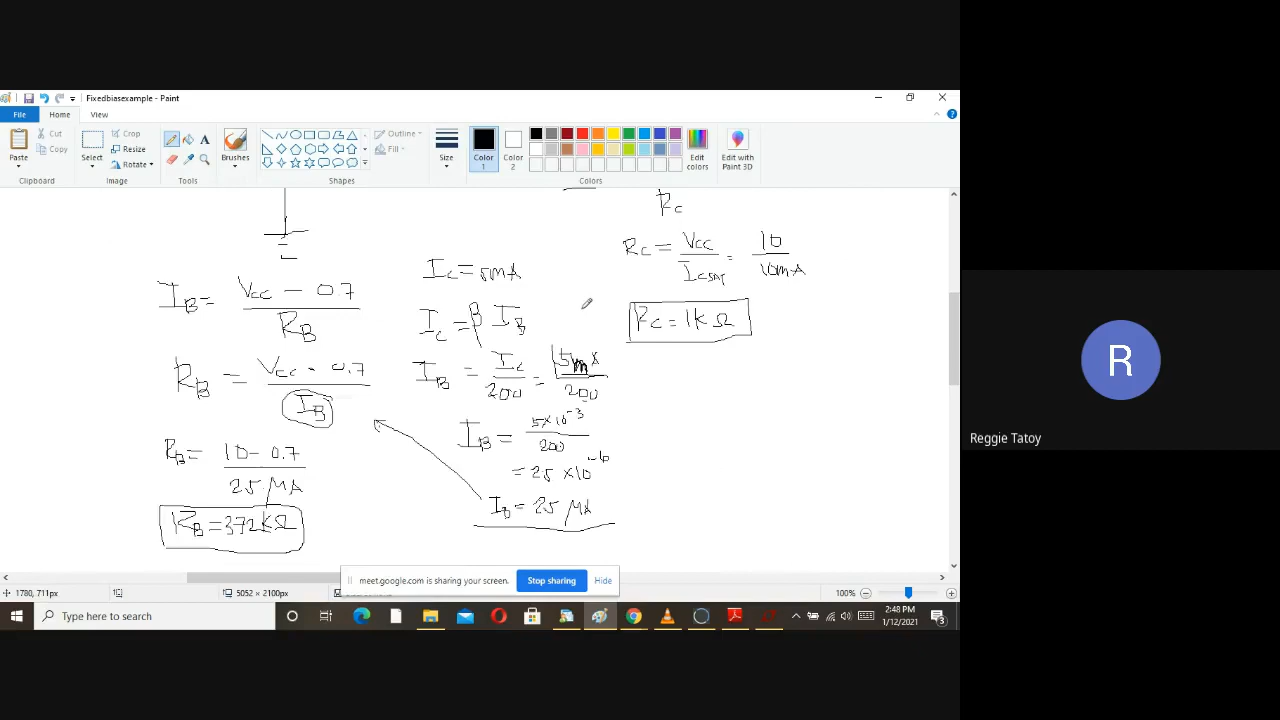 Fixedbiasexample - Paint
File
Home
View
Paste
Cut
Copy
Clipboard
Select
Crop
Resize
Rotate
Image
Tools
Brushes
Shapes
Outline
Fill
Size
Color 1
Color 2
Colors
Edit colors
Edit with Paint 3D
RC
RC = VCC / ICSAT = 10 / 10mA
RC = 1kΩ
IB = VCC - 0.7 / RB
RB = VCC - 0.7 / IB
RB = 10 - 0.7 / 25 μA
RB = 372kΩ
IC = 5mA
IC = β IB
IB = IC / 200 = 5m / 200
IB = 5×10⁻³ / 200
= 25 ×10⁻⁶
IB = 25 μA
meet.google.com is sharing your screen.
Stop sharing
Hide
1780, 711px
5052 × 2100px
100%
Type here to search
2:48 PM
1/12/2021
3
R
Reggie Tatoy